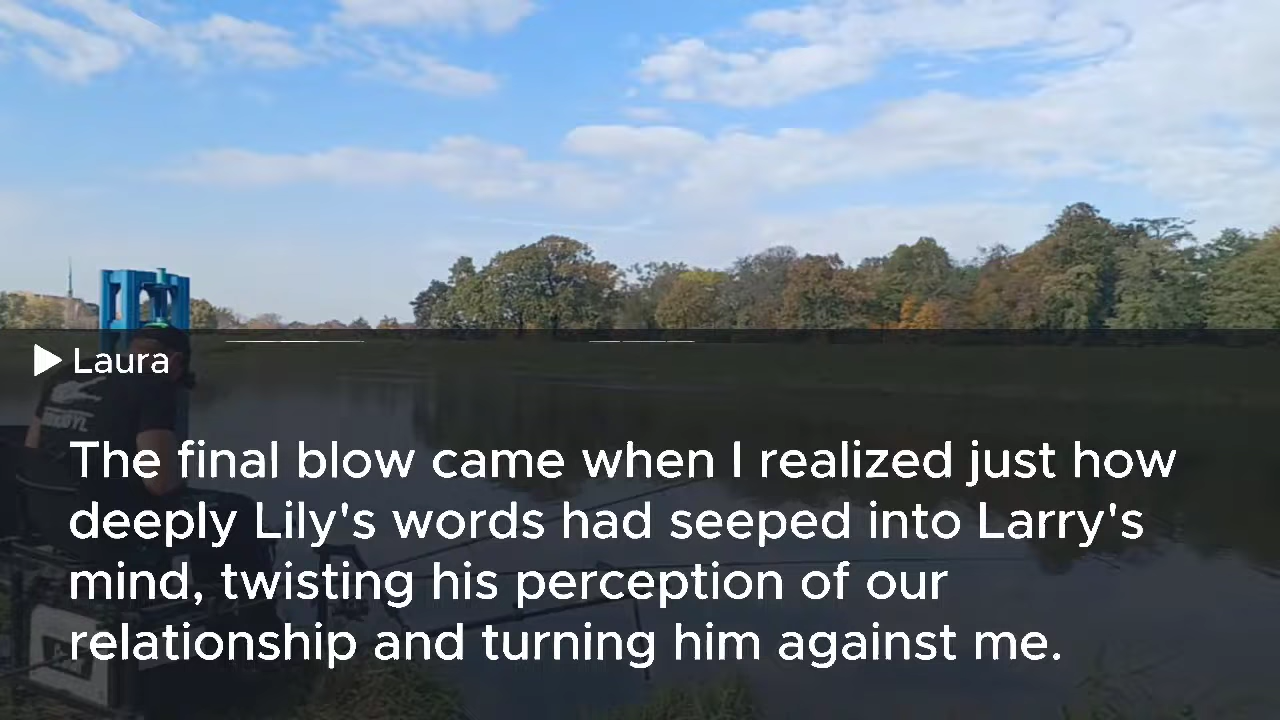 Laura
The final blow came when I realized just how
deeply Lily's words had seeped into Larry's
mind, twisting his perception of our
relationship and turning him against me.